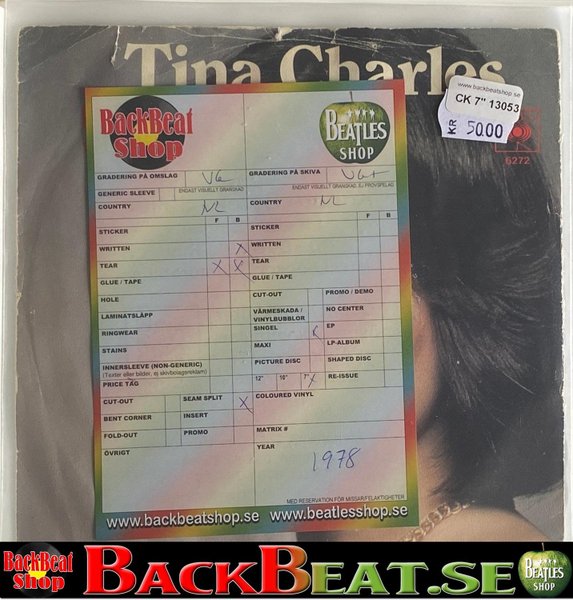 Tina Charles
www.backbeatshop.se
CK 7" 13053
KR 50.00
6272
BackBeat
Shop
BEATLES
SHOP
GRADERING PÅ OMSLAG VG
GRADERING PÅ SKIVA VG+
GENERIC SLEEVE
ENDAST VISUELLT GRANSKAD
ENDAST VISUELLT GRANSKAD, EJ PROVSPELAD
COUNTRY NL
COUNTRY NL
F B
F B
STICKER
STICKER
WRITTEN X
WRITTEN
TEAR X X
TEAR
GLUE / TAPE
GLUE / TAPE
HOLE
CUT-OUT
PROMO / DEMO
LAMINATSLÄPP
VÄRMESKADA /
VINYLBUBBLOR
NO CENTER
RINGWEAR
SINGEL X
EP
STAINS
MAXI
LP-ALBUM
INNERSLEEVE (NON-GENERIC)
(Texter eller bilder, ej skivbolagsreklam)
PICTURE DISC
SHAPED DISC
PRICE TAG
12" 10" 7" X
RE-ISSUE
CUT-OUT
SEAM SPLIT X
COLOURED VINYL
BENT CORNER
INSERT
FOLD-OUT
PROMO
MATRIX #
ÖVRIGT
YEAR
1978
MED RESERVATION FÖR MISSAR/FELAKTIGHETER
www.backbeatshop.se www.beatlesshop.se
BackBeat
Shop
BACKBEAT.SE
BEATLES
SHOP